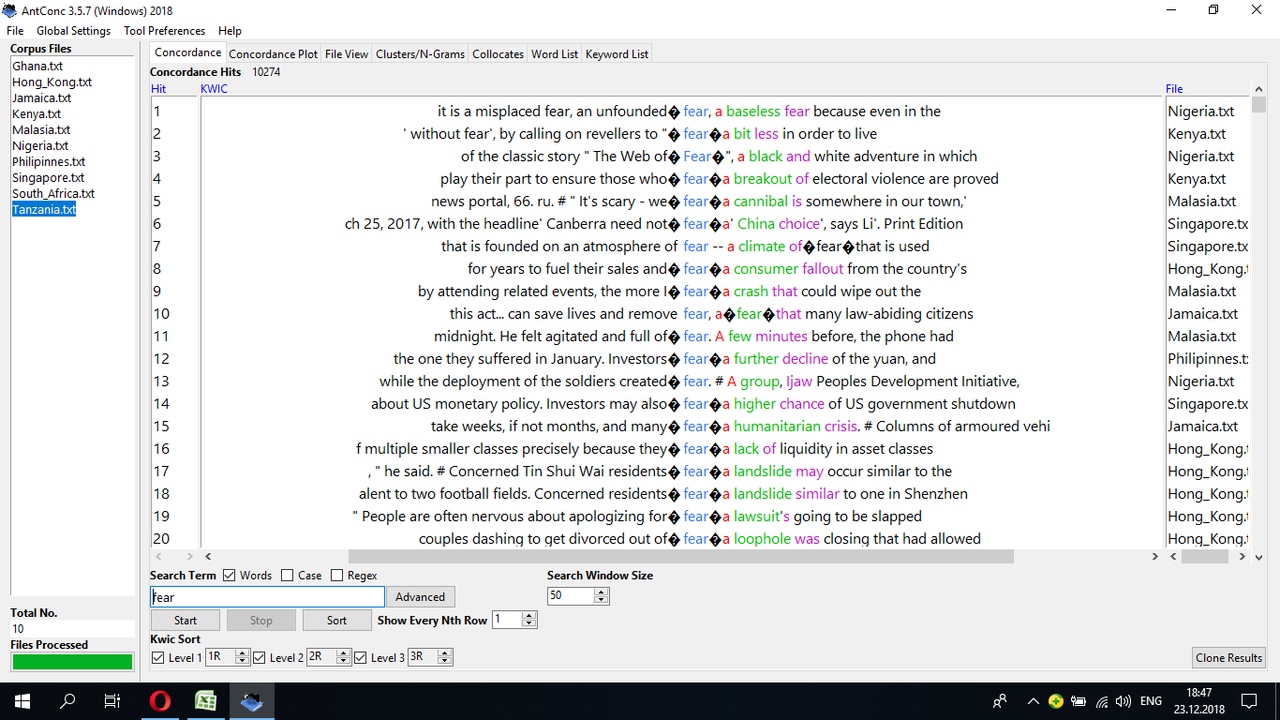 AntConc 3.5.7 (Windows) 2018
File Global Settings Tool Preferences Help
Corpus Files
Ghana.txt
Hong_Kong.txt
Jamaica.txt
Kenya.txt
Malasia.txt
Nigeria.txt
Philipinnes.txt
Singapore.txt
South_Africa.txt
Tanzania.txt
Total No.
10
Files Processed
Concordance Concordance Plot File View Clusters/N-Grams Collocates Word List Keyword List
Concordance Hits 10274
Hit KWIC File
1 it is a misplaced fear, an unfounded� fear, a baseless fear because even in the Nigeria.txt
2 ' without fear', by calling on revellers to "� fear�a bit less in order to live Kenya.txt
3 of the classic story " The Web of� Fear�", a black and white adventure in which Nigeria.txt
4 play their part to ensure those who� fear�a breakout of electoral violence are proved Kenya.txt
5 news portal, 66. ru. # " It's scary - we� fear�a cannibal is somewhere in our town,' Malasia.txt
6 ch 25, 2017, with the headline' Canberra need not� fear�a' China choice', says Li'. Print Edition Singapore.tx
7 that is founded on an atmosphere of fear -- a climate of�fear�that is used Singapore.tx
8 for years to fuel their sales and� fear�a consumer fallout from the country's Hong_Kong.t
9 by attending related events, the more I� fear�a crash that could wipe out the Malasia.txt
10 this act... can save lives and remove fear, a�fear�that many law-abiding citizens Jamaica.txt
11 midnight. He felt agitated and full of� fear. A few minutes before, the phone had Malasia.txt
12 the one they suffered in January. Investors� fear�a further decline of the yuan, and Philipinnes.t
13 while the deployment of the soldiers created� fear. # A group, Ijaw Peoples Development Initiative, Nigeria.txt
14 about US monetary policy. Investors may also� fear�a higher chance of US government shutdown Singapore.tx
15 take weeks, if not months, and many� fear�a humanitarian crisis. # Columns of armoured vehi Jamaica.txt
16 f multiple smaller classes precisely because they� fear�a lack of liquidity in asset classes Hong_Kong.t
17 , " he said. # Concerned Tin Shui Wai residents� fear�a landslide may occur similar to the Hong_Kong.t
18 alent to two football fields. Concerned residents� fear�a landslide similar to one in Shenzhen Hong_Kong.t
19 " People are often nervous about apologizing for� fear�a lawsuit's going to be slapped Hong_Kong.t
20 couples dashing to get divorced out of� fear�a loophole was closing that had allowed Hong_Kong.t
Search Term Words Case Regex Search Window Size
fear Advanced 50
Start Stop Sort Show Every Nth Row 1
Kwic Sort
Level 1 1R Level 2 2R Level 3 3R Clone Results
ENG
18:47
23.12.2018